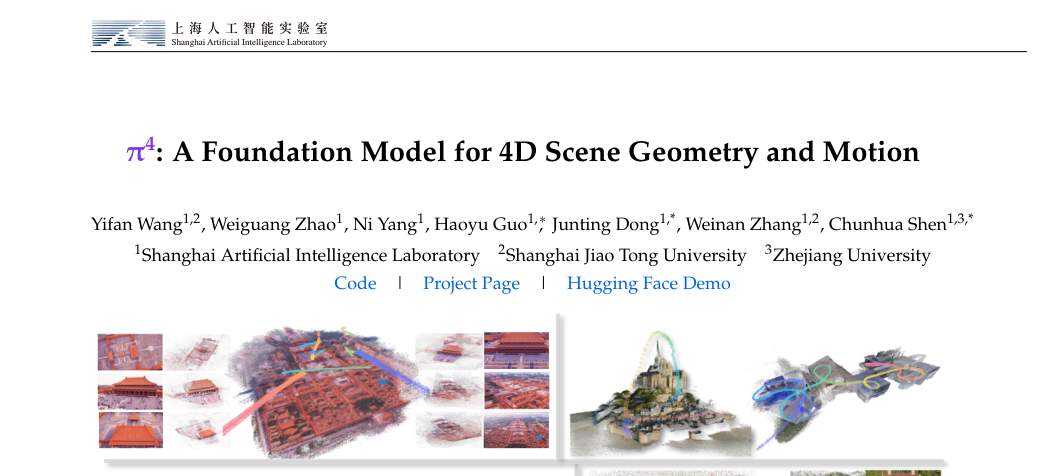 上海人工智能实验室
Shanghai Artificial Intelligence Laboratory
π⁴: A Foundation Model for 4D Scene Geometry and Motion
Yifan Wang¹,², Weiguang Zhao¹, Ni Yang¹, Haoyu Guo¹,*, Junting Dong¹,*, Weinan Zhang¹,², Chunhua Shen¹,³,*
¹Shanghai Artificial Intelligence Laboratory ²Shanghai Jiao Tong University ³Zhejiang University
Code | Project Page | Hugging Face Demo